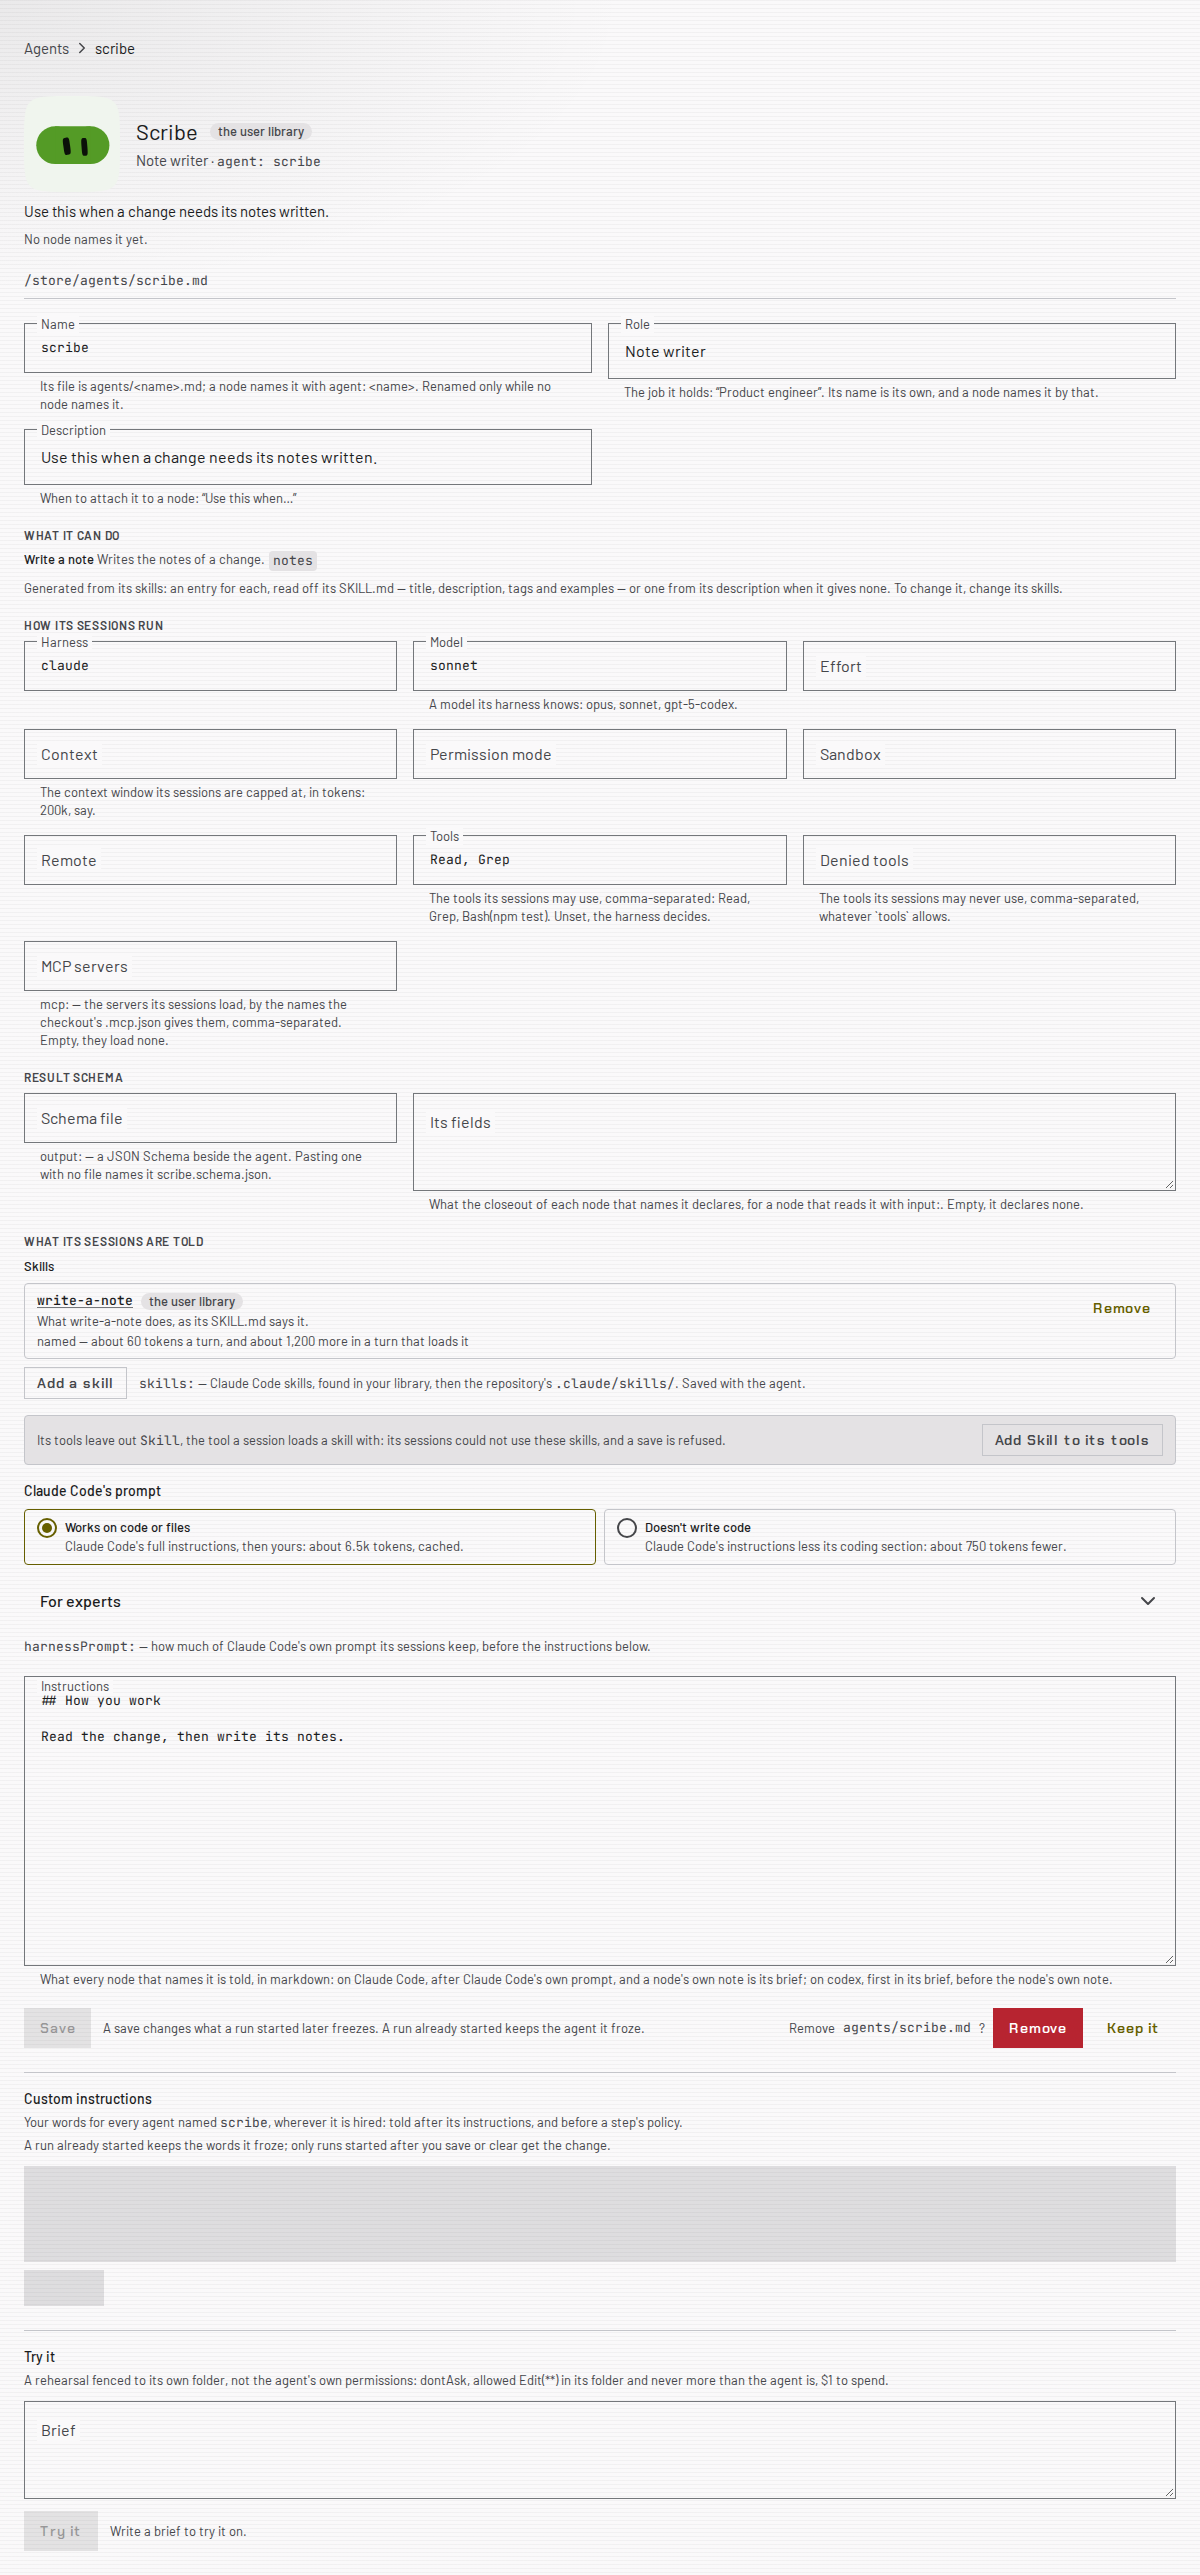 Agents > scribe
Scribe the user library
Note writer · agent: scribe
Use this when a change needs its notes written.
No node names it yet.
/store/agents/scribe.md
Name
scribe
Its file is agents/<name>.md; a node names it with agent: <name>. Renamed only while no
node names it.
Role
Note writer
The job it holds: “Product engineer”. Its name is its own, and a node names it by that.
Description
Use this when a change needs its notes written.
When to attach it to a node: “Use this when…”
WHAT IT CAN DO
Write a note Writes the notes of a change. notes
Generated from its skills: an entry for each, read off its SKILL.md — title, description, tags and examples — or one from its description when it gives none. To change it, change its skills.
HOW ITS SESSIONS RUN
Harness
claude
Model
sonnet
A model its harness knows: opus, sonnet, gpt-5-codex.
Effort
Context
The context window its sessions are capped at, in tokens:
200k, say.
Permission mode
Sandbox
Remote
Tools
Read, Grep
The tools its sessions may use, comma-separated: Read,
Grep, Bash(npm test). Unset, the harness decides.
Denied tools
The tools its sessions may never use, comma-separated,
whatever `tools` allows.
MCP servers
mcp: — the servers its sessions load, by the names the
checkout's .mcp.json gives them, comma-separated.
Empty, they load none.
RESULT SCHEMA
Schema file
output: — a JSON Schema beside the agent. Pasting one
with no file names it scribe.schema.json.
Its fields
What the closeout of each node that names it declares, for a node that reads it with input:. Empty, it declares none.
WHAT ITS SESSIONS ARE TOLD
Skills
write-a-note the user library
What write-a-note does, as its SKILL.md says it.
named — about 60 tokens a turn, and about 1,200 more in a turn that loads it
Remove
Add a skill skills: — Claude Code skills, found in your library, then the repository's .claude/skills/. Saved with the agent.
Its tools leave out Skill, the tool a session loads a skill with: its sessions could not use these skills, and a save is refused. Add Skill to its tools
Claude Code's prompt
Works on code or files
Claude Code's full instructions, then yours: about 6.5k tokens, cached.
Doesn't write code
Claude Code's instructions less its coding section: about 750 tokens fewer.
For experts
harnessPrompt: — how much of Claude Code's own prompt its sessions keep, before the instructions below.
Instructions
## How you work
Read the change, then write its notes.
What every node that names it is told, in markdown: on Claude Code, after Claude Code's own prompt, and a node's own note is its brief; on codex, first in its brief, before the node's own note.
Save A save changes what a run started later freezes. A run already started keeps the agent it froze. Remove agents/scribe.md ? Remove Keep it
Custom instructions
Your words for every agent named scribe, wherever it is hired: told after its instructions, and before a step's policy.
A run already started keeps the words it froze; only runs started after you save or clear get the change.
Try it
A rehearsal fenced to its own folder, not the agent's own permissions: dontAsk, allowed Edit(**) in its folder and never more than the agent is, $1 to spend.
Brief
Try it Write a brief to try it on.